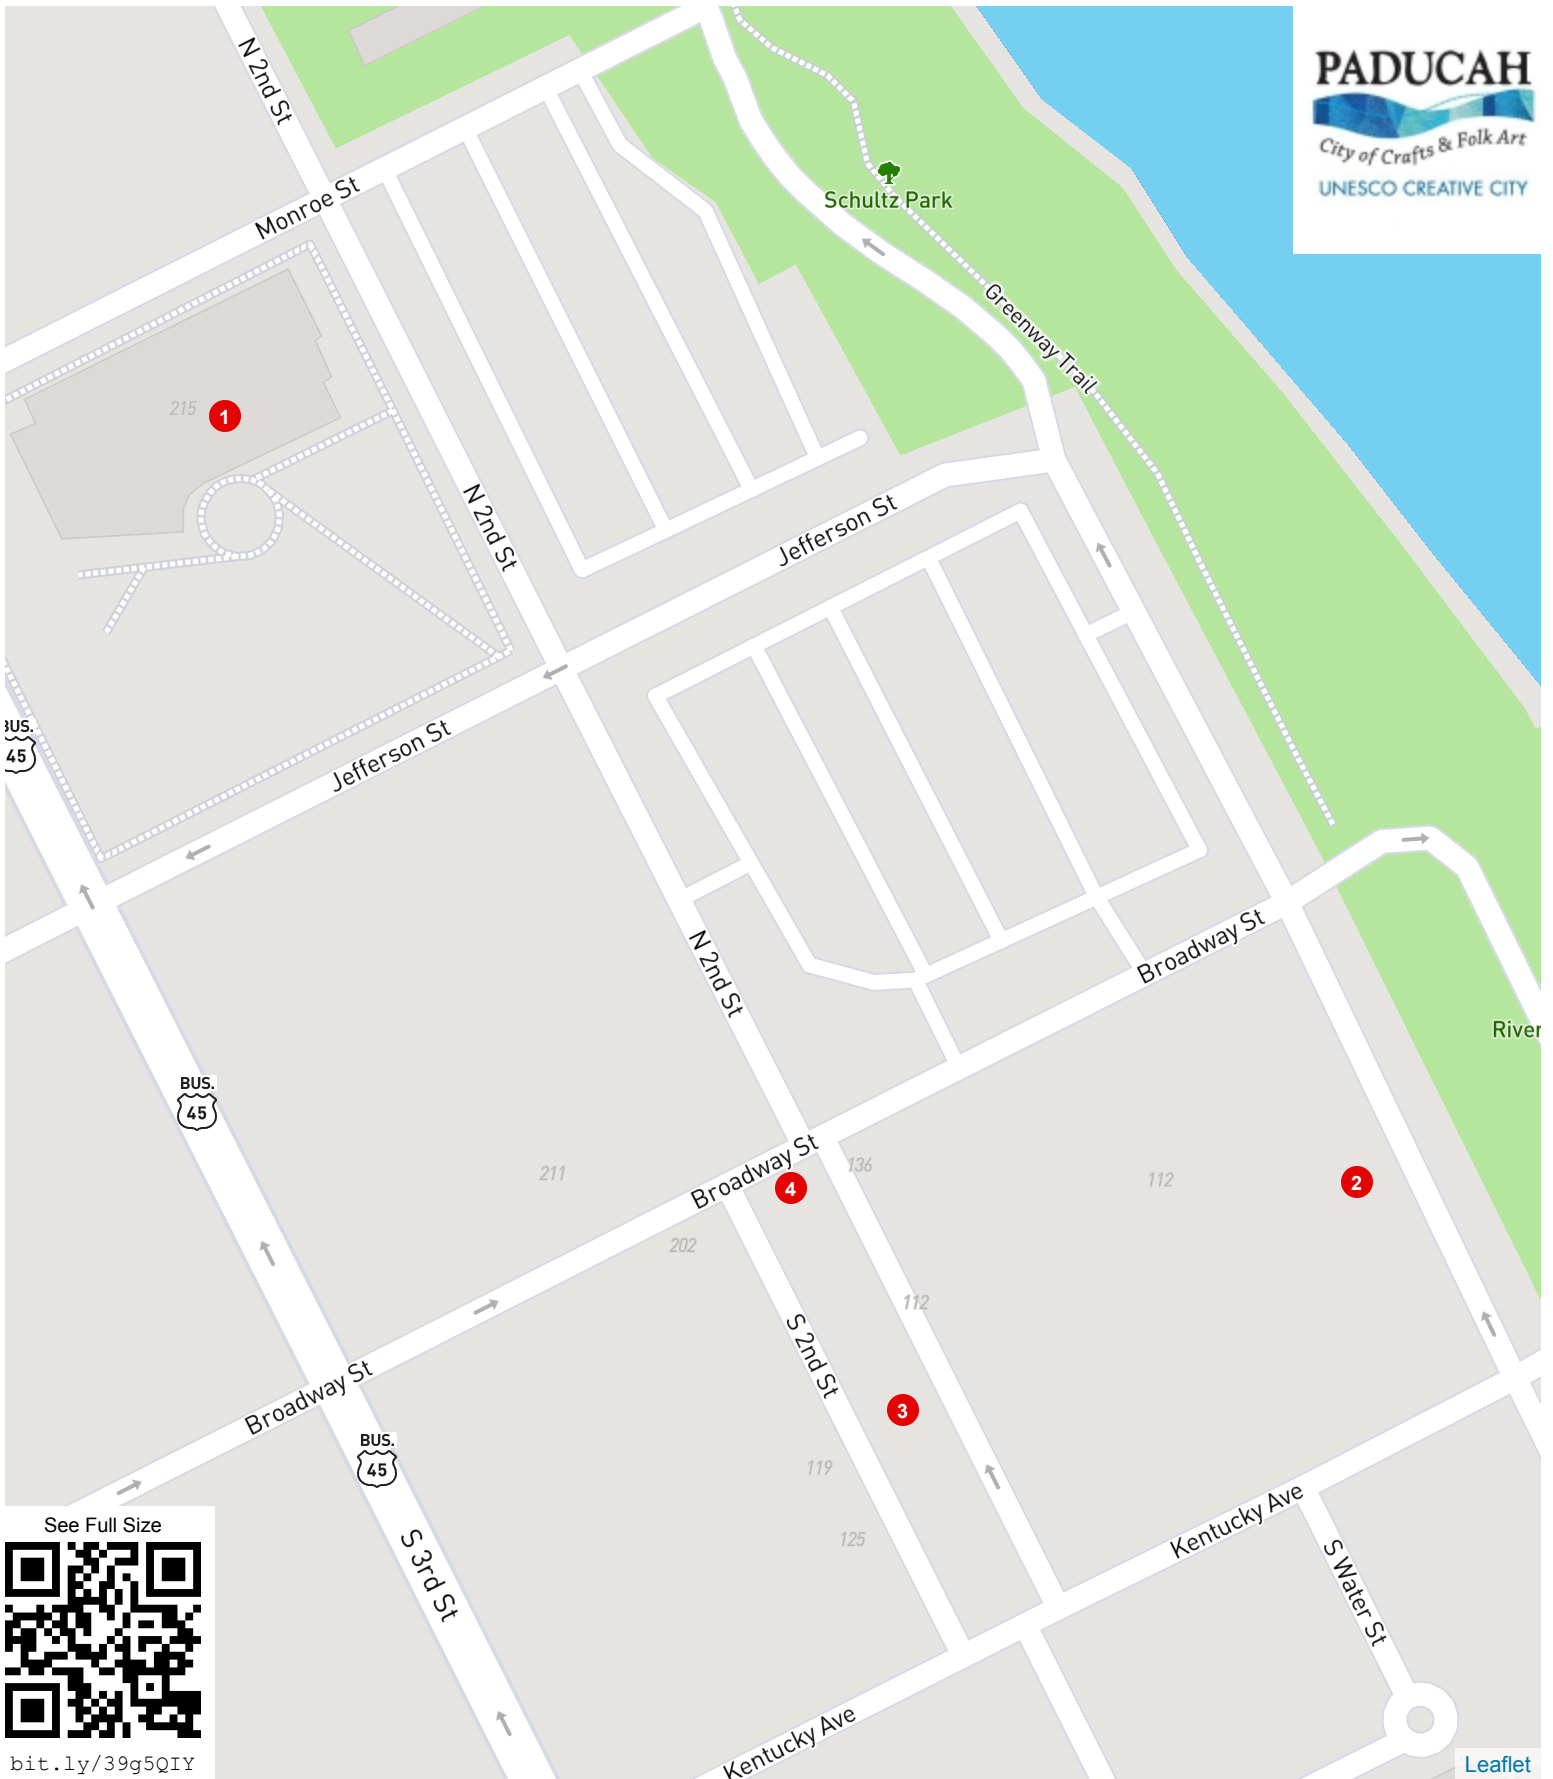 PADUCAH
City of Crafts & Folk Art
UNESCO CREATIVE CITY
N 2nd St
Monroe St
Schultz Park
Greenway Trail
215
1
N 2nd St
Jefferson St
Jefferson St
BUS.
45
N 2nd St
Broadway St
River
BUS.
45
Broadway St
136
211
4
112
2
202
112
S 2nd St
Broadway St
3
BUS.
45
119
125
Kentucky Ave
S 3rd St
S Water St
Kentucky Ave
See Full Size
bit.ly/39g5QIY
Leaflet